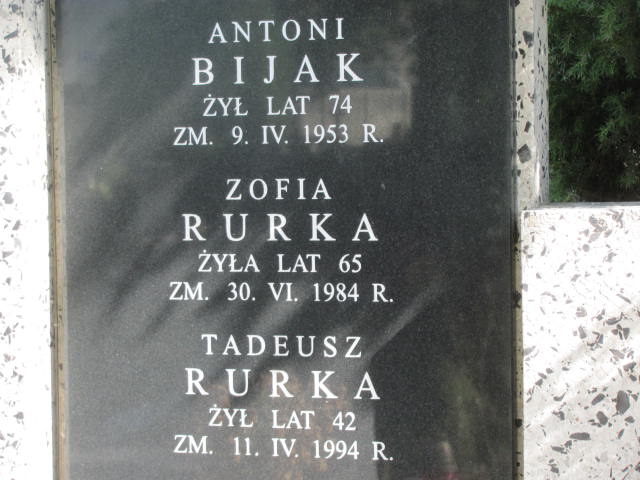 ANTONI
BIJAK
ŻYŁ LAT 74
ZM. 9. IV. 1953 R.
ZOFIA
RURKA
ŻYŁA LAT 65
ZM. 30. VI. 1984 R.
TADEUSZ
RURKA
ŻYŁ LAT 42
ZM. 11. IV. 1994 R.